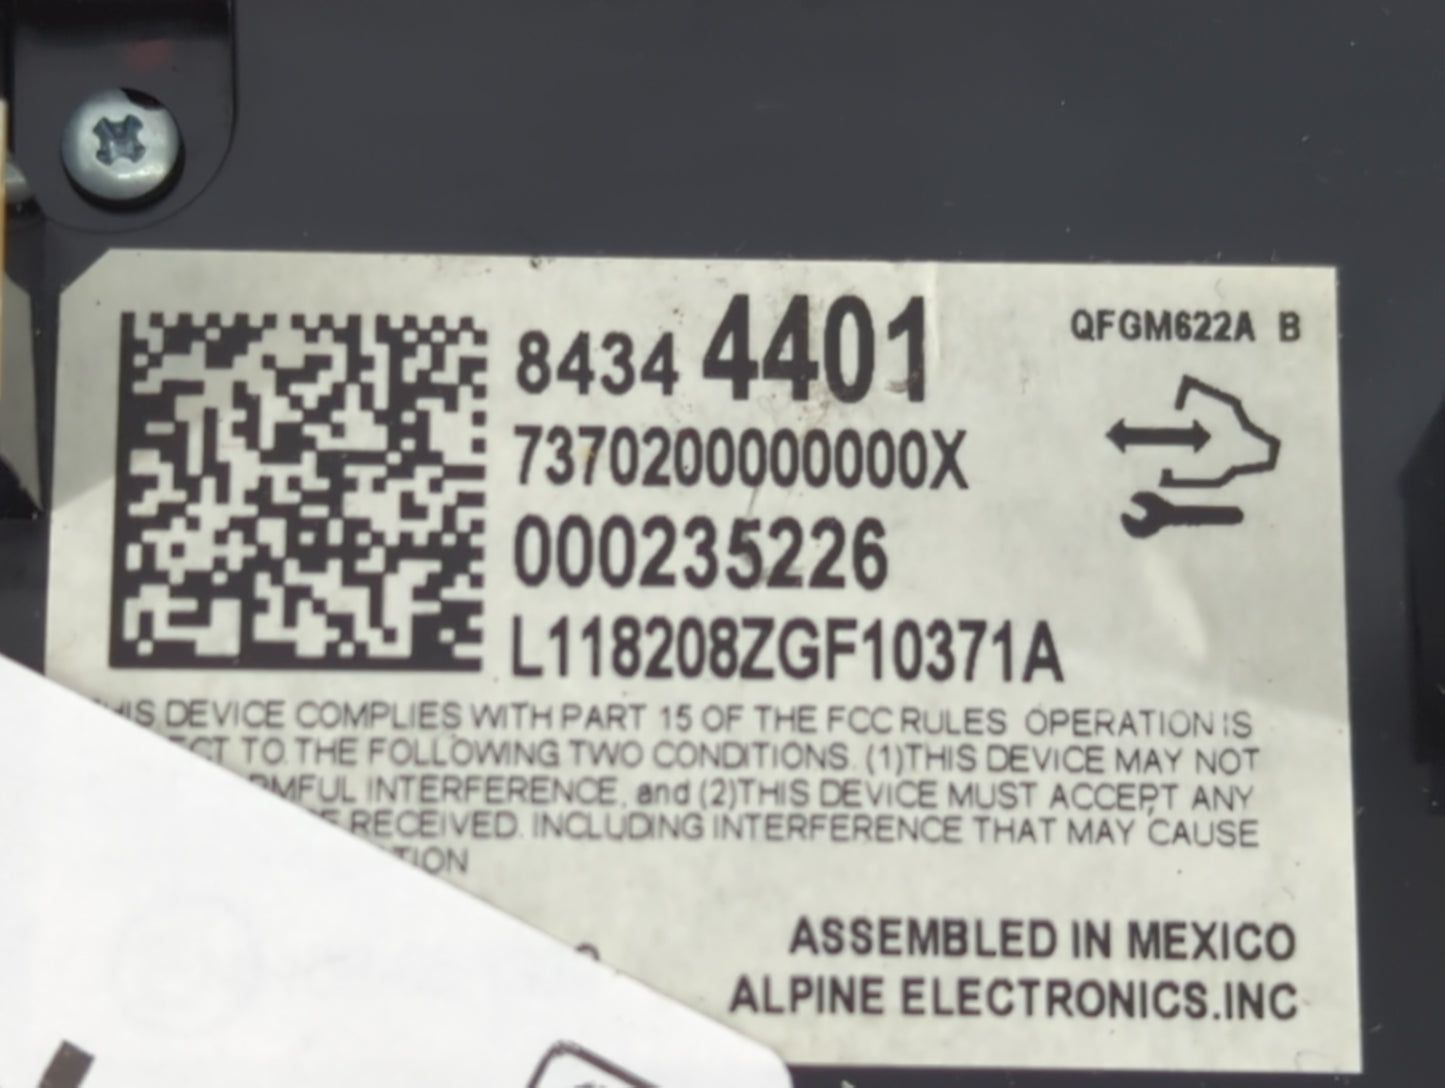 8434 4401
QFGM622A B
7370200000000X
000235226
L118208ZGF10371A
THIS DEVICE COMPLIES WITH PART 15 OF THE FCC RULES OPERATION IS
TO THE FOLLOWING TWO CONDITIONS. (1)THIS DEVICE MAY NOT
INTERFERENCE, and (2)THIS DEVICE MUST ACCEPT ANY
RECEIVED. INCLUDING INTERFERENCE THAT MAY CAUSE
ASSEMBLED IN MEXICO
ALPINE ELECTRONICS.INC